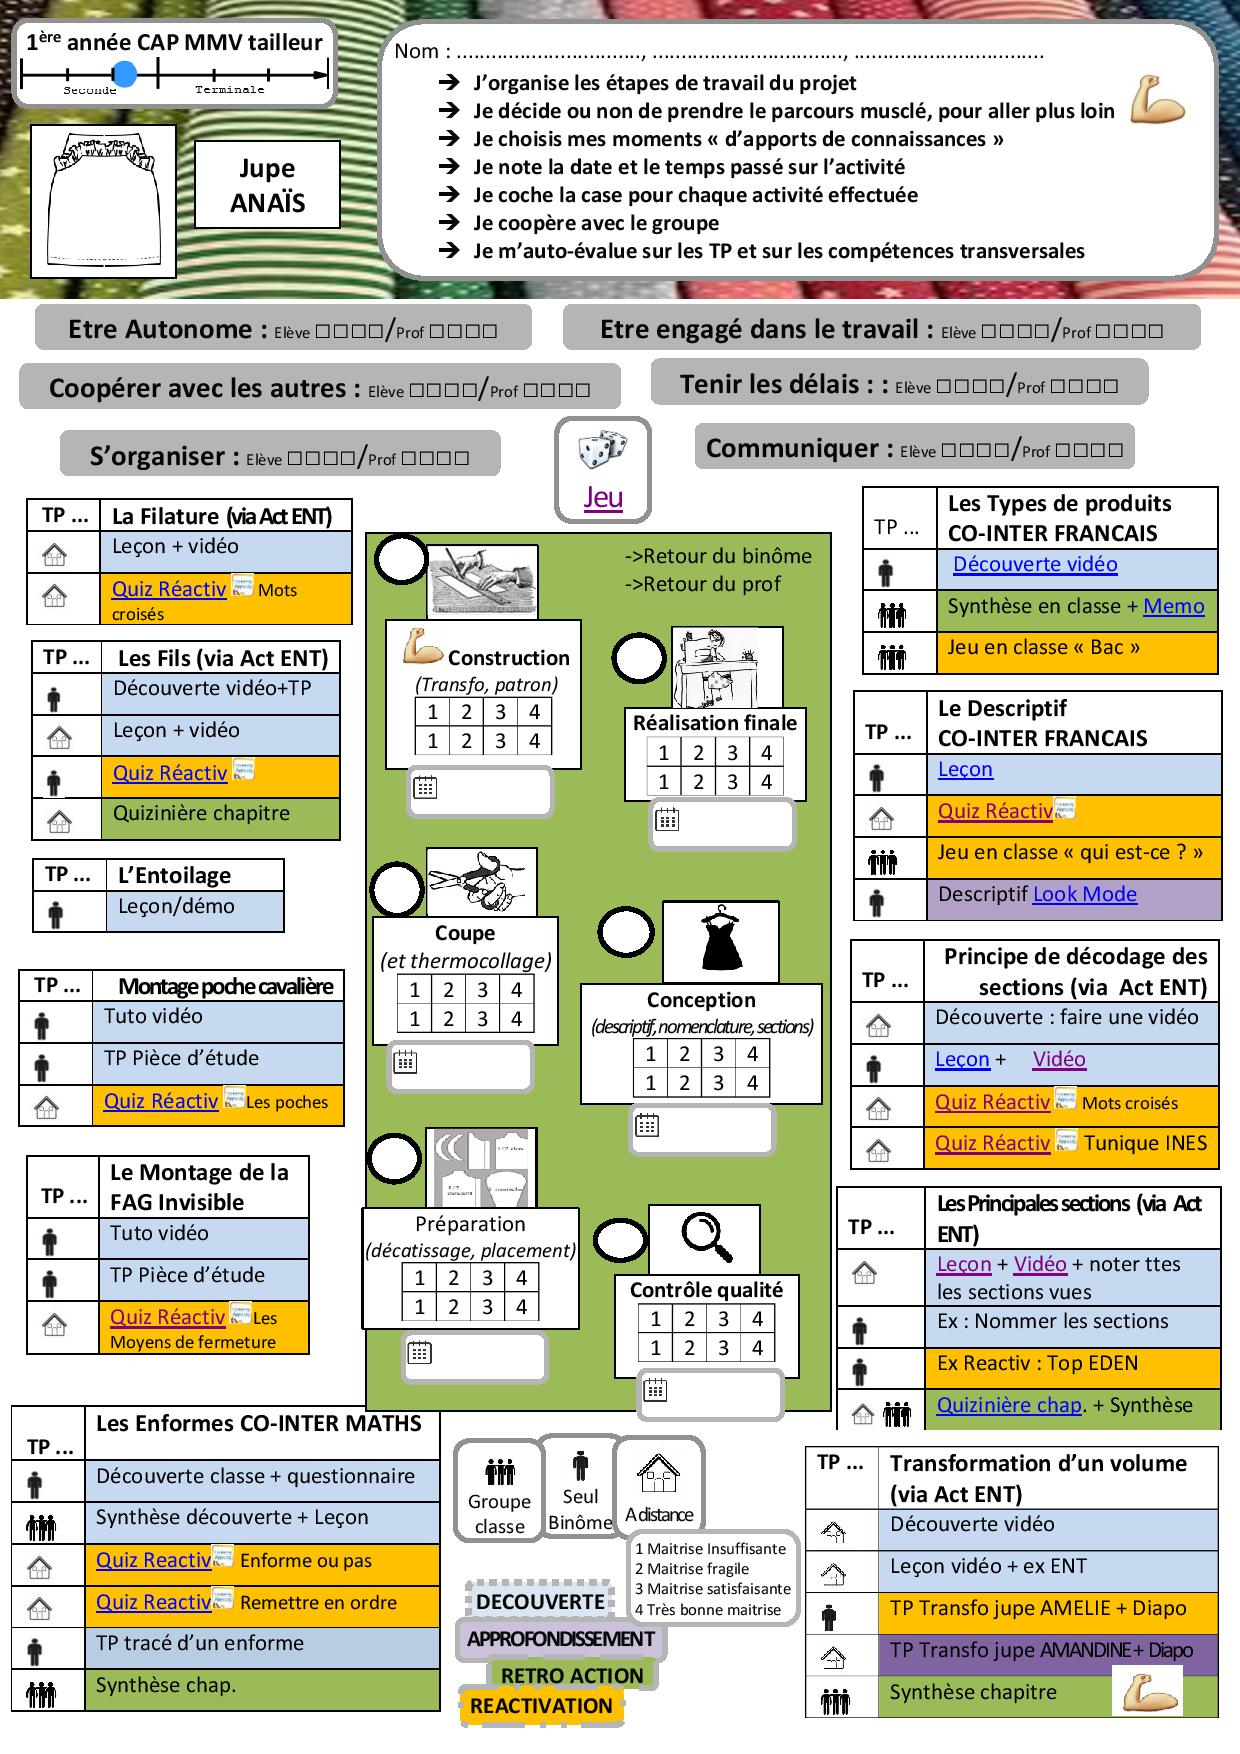 1ère année CAP MMV tailleur
Seconde
Terminale
Jupe
ANAÏS
Nom : ................................., .................................., .................................
➔ J’organise les étapes de travail du projet
➔ Je décide ou non de prendre le parcours musclé, pour aller plus loin
➔ Je choisis mes moments « d’apports de connaissances »
➔ Je note la date et le temps passé sur l’activité
➔ Je coche la case pour chaque activité effectuée
➔ Je coopère avec le groupe
➔ Je m’auto-évalue sur les TP et sur les compétences transversales
Etre Autonome : Elève □□□□/Prof □□□□
Etre engagé dans le travail : Elève □□□□/Prof □□□□
Coopérer avec les autres : Elève □□□□/Prof □□□□
Tenir les délais : : Elève □□□□/Prof □□□□
S’organiser : Elève □□□□/Prof □□□□
Communiquer : Elève □□□□/Prof □□□□
Jeu
TP ... La Filature (via Act ENT)
Leçon + vidéo
Quiz Réactiv Mots
croisés
TP ... Les Fils (via Act ENT)
Découverte vidéo+TP
Leçon + vidéo
Quiz Réactiv
Quizinière chapitre
TP ... L’Entoilage
Leçon/démo
TP ... Montage poche cavalière
Tuto vidéo
TP Pièce d’étude
Quiz Réactiv Les poches
Le Montage de la
TP ... FAG Invisible
Tuto vidéo
TP Pièce d’étude
Quiz Réactiv Les
Moyens de fermeture
Les Enformes CO-INTER MATHS
TP ...
Découverte classe + questionnaire
Synthèse découverte + Leçon
Quiz Reactiv Enforme ou pas
Quiz Reactiv Remettre en ordre
TP tracé d’un enforme
Synthèse chap.
->Retour du binôme
->Retour du prof
Construction
(Transfo, patron)
1 2 3 4
1 2 3 4
Réalisation finale
1 2 3 4
1 2 3 4
Coupe
(et thermocollage)
1 2 3 4
1 2 3 4
Conception
(descriptif, nomenclature, sections)
1 2 3 4
1 2 3 4
Préparation
(décatissage, placement)
1 2 3 4
1 2 3 4
Contrôle qualité
1 2 3 4
1 2 3 4
Les Types de produits
TP ... CO-INTER FRANCAIS
Découverte vidéo
Synthèse en classe + Memo
Jeu en classe « Bac »
Le Descriptif
TP ... CO-INTER FRANCAIS
Leçon
Quiz Réactiv
Jeu en classe « qui est-ce ? »
Descriptif Look Mode
Principe de décodage des
TP ... sections (via Act ENT)
Découverte : faire une vidéo
Leçon + Vidéo
Quiz Réactiv Mots croisés
Quiz Réactiv Tunique INES
Les Principales sections (via Act
TP ... ENT)
Leçon + Vidéo + noter ttes
les sections vues
Ex : Nommer les sections
Ex Reactiv : Top EDEN
Quizinière chap. + Synthèse
TP ... Transformation d’un volume
(via Act ENT)
Découverte vidéo
Leçon vidéo + ex ENT
TP Transfo jupe AMELIE + Diapo
TP Transfo jupe AMANDINE + Diapo
Synthèse chapitre
Groupe
classe
Seul
Binôme
A distance
1 Maitrise Insuffisante
2 Maitrise fragile
3 Maitrise satisfaisante
4 Très bonne maitrise
DECOUVERTE
APPROFONDISSEMENT
RETRO ACTION
REACTIVATION